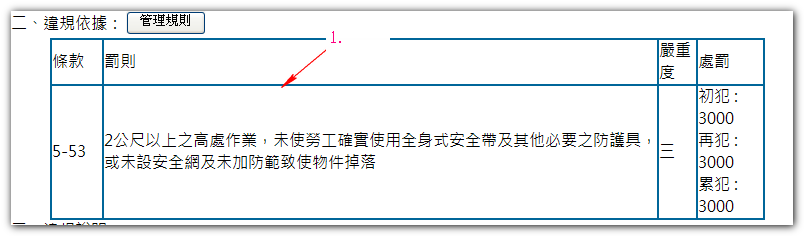 二、違規依據： 管理規則
1.
條款 罰則 嚴重度 處罰
5-53 2公尺以上之高處作業，未使勞工確實使用全身式安全帶及其他必要之防護具，或未設安全網及未加防範致使物件掉落 三 初犯：3000 再犯：3000 累犯：3000